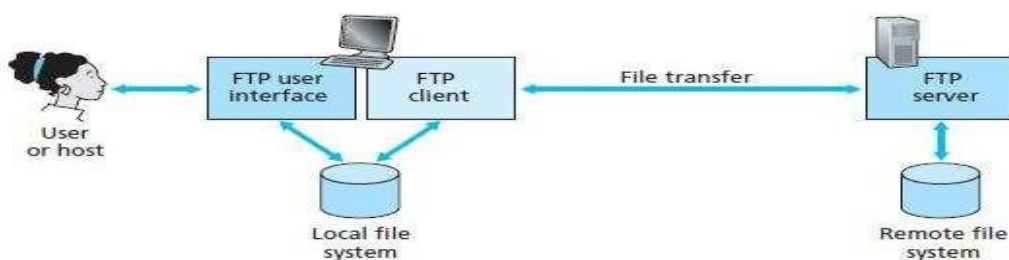 FTP user
interface
FTP
client
File transfer
FTP
server
User
or host
Local file
system
Remote file
system